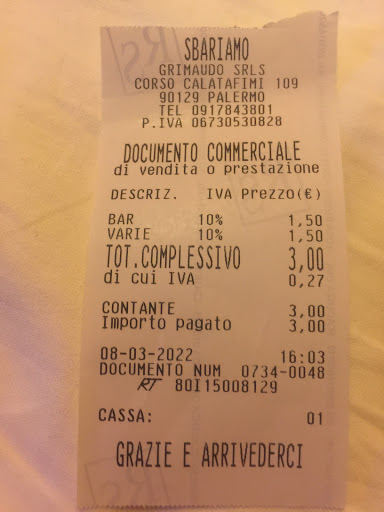 SBARIAMO
GRIMAUDO SRLS
CORSO CALATAFIMI 109
90129 PALERMO
TEL 0917843801
P.IVA 06730530828
DOCUMENTO COMMERCIALE
di vendita o prestazione
DESCRIZ. IVA Prezzo(€)
BAR 10% 1,50
VARIE 10% 1,50
TOT.COMPLESSIVO 3,00
di cui IVA 0,27
CONTANTE 3,00
Importo pagato 3,00
08-03-2022 16:03
DOCUMENTO NUM 0734-0048
RT 80I15008129
CASSA: 01
GRAZIE E ARRIVEDERCI